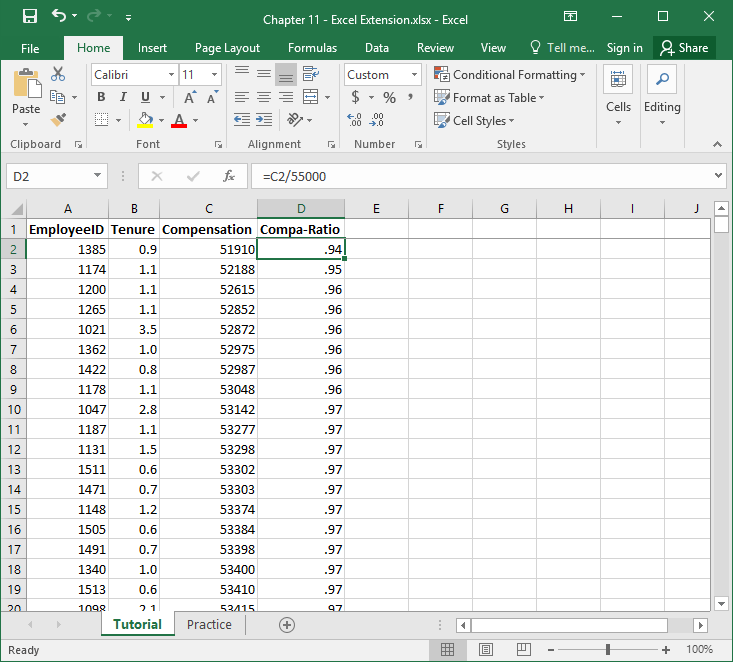 Chapter 11 - Excel Extension.xlsx - Excel
File Home Insert Page Layout Formulas Data Review View Tell me... Sign in Share
Paste
Calibri 11
B I U A A
A
Custom
$ % ,
.0 .00
.00 .0
Conditional Formatting
Format as Table
Cell Styles
Cells
Editing
Clipboard Font Alignment Number Styles
D2 fx =C2/55000
A B C D E F G H I J
1 EmployeeID Tenure Compensation Compa-Ratio
2 1385 0.9 51910 .94
3 1174 1.1 52188 .95
4 1200 1.1 52615 .96
5 1265 1.1 52852 .96
6 1021 3.5 52872 .96
7 1362 1.0 52975 .96
8 1422 0.8 52987 .96
9 1178 1.1 53048 .96
10 1047 2.8 53142 .97
11 1187 1.1 53277 .97
12 1131 1.5 53298 .97
13 1511 0.6 53302 .97
14 1471 0.7 53303 .97
15 1148 1.2 53374 .97
16 1505 0.6 53384 .97
17 1491 0.7 53398 .97
18 1340 1.0 53400 .97
19 1513 0.6 53410 .97
20 1098 2.1 53415 .97
Tutorial Practice
Ready 100%